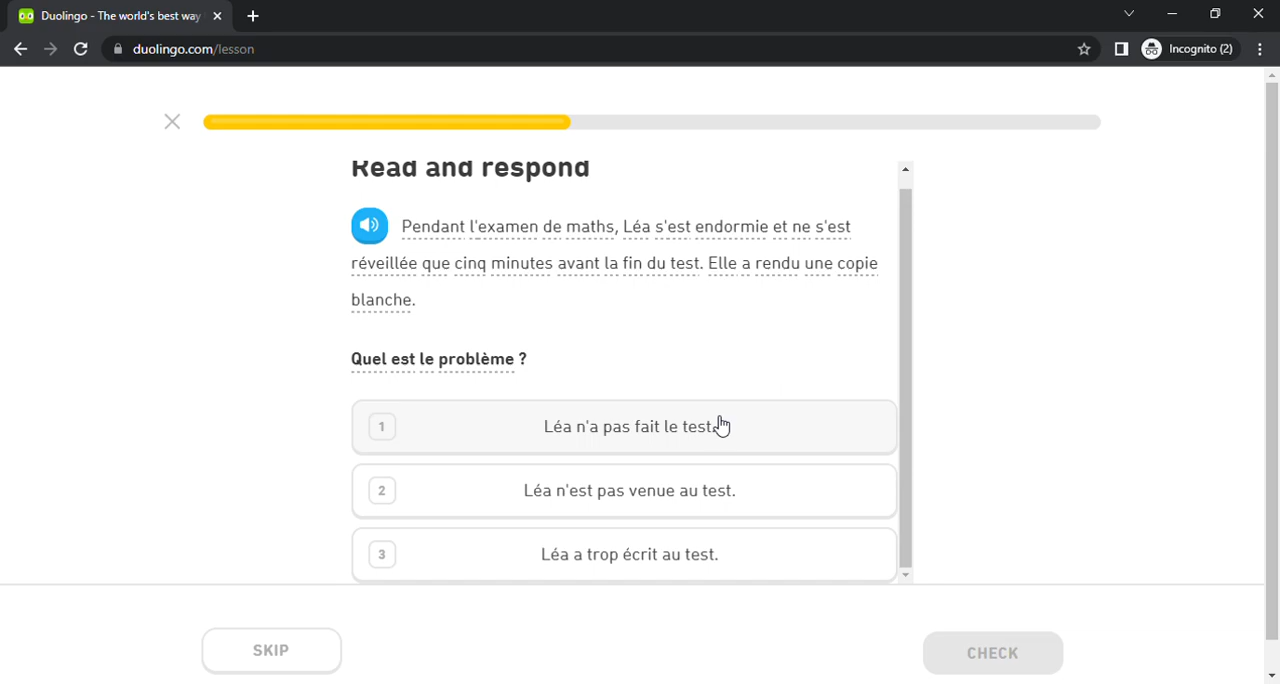 Duolingo - The world's best way
duolingo.com/lesson
Incognito (2)
Read and respond
Pendant l'examen de maths, Léa s'est endormie et ne s'est
réveillée que cinq minutes avant la fin du test. Elle a rendu une copie
blanche.
Quel est le problème ?
1 Léa n'a pas fait le test.
2 Léa n'est pas venue au test.
3 Léa a trop écrit au test.
SKIP
CHECK